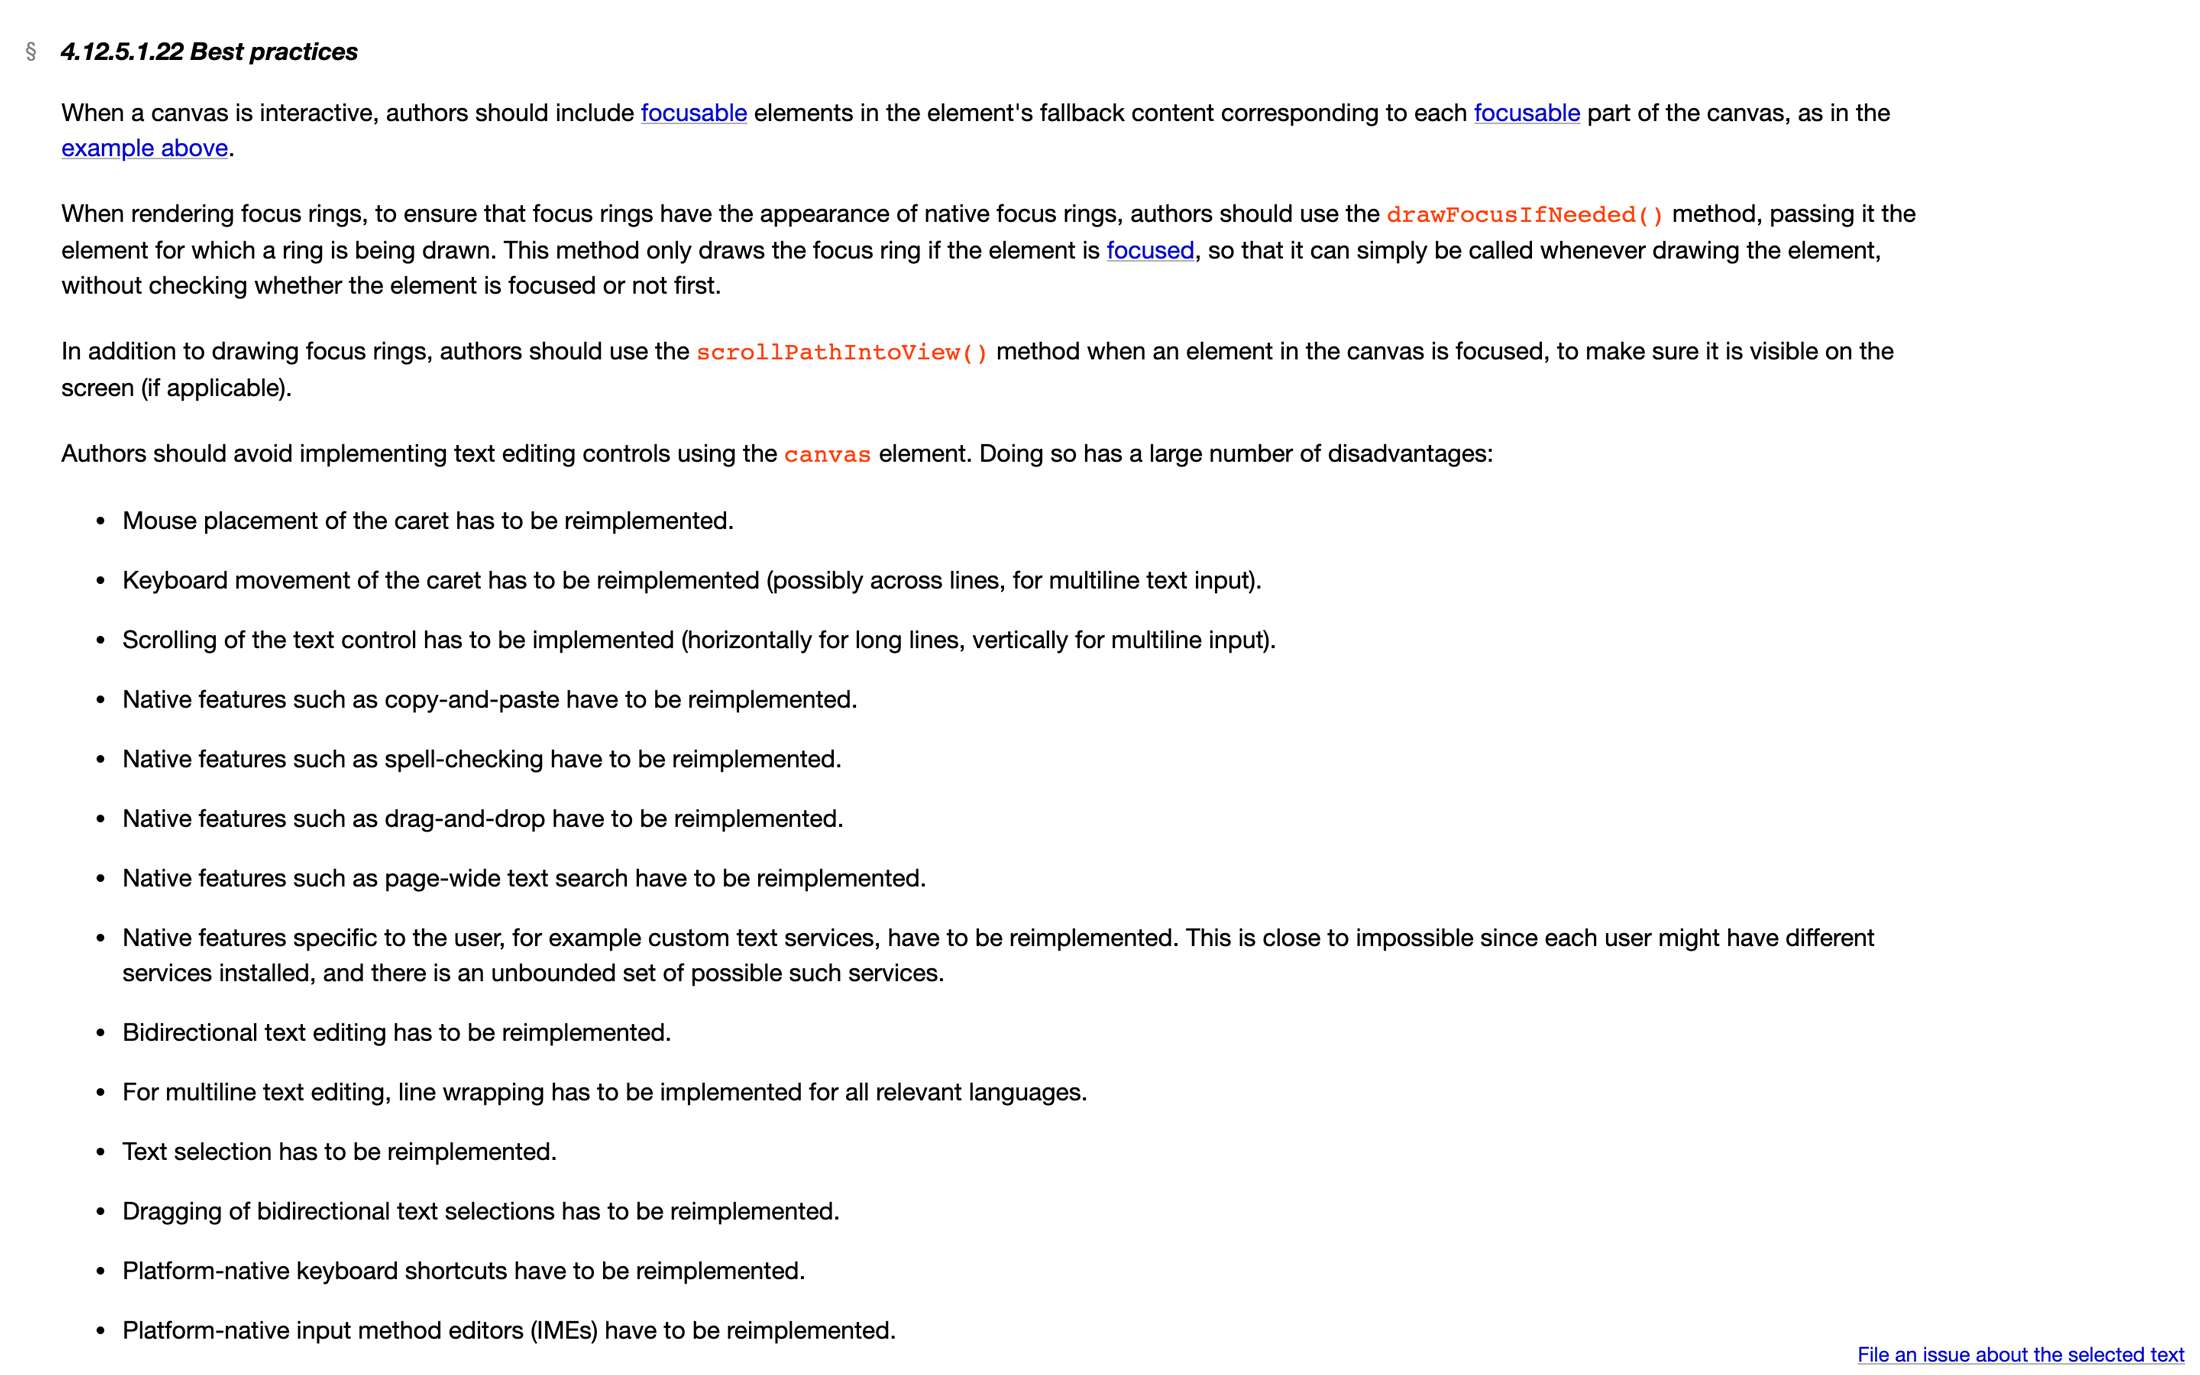 § 4.12.5.1.22 Best practices
When a canvas is interactive, authors should include focusable elements in the element's fallback content corresponding to each focusable part of the canvas, as in the
example above.
When rendering focus rings, to ensure that focus rings have the appearance of native focus rings, authors should use the drawFocusIfNeeded() method, passing it the
element for which a ring is being drawn. This method only draws the focus ring if the element is focused, so that it can simply be called whenever drawing the element,
without checking whether the element is focused or not first.
In addition to drawing focus rings, authors should use the scrollPathIntoView() method when an element in the canvas is focused, to make sure it is visible on the
screen (if applicable).
Authors should avoid implementing text editing controls using the canvas element. Doing so has a large number of disadvantages:
• Mouse placement of the caret has to be reimplemented.
• Keyboard movement of the caret has to be reimplemented (possibly across lines, for multiline text input).
• Scrolling of the text control has to be implemented (horizontally for long lines, vertically for multiline input).
• Native features such as copy-and-paste have to be reimplemented.
• Native features such as spell-checking have to be reimplemented.
• Native features such as drag-and-drop have to be reimplemented.
• Native features such as page-wide text search have to be reimplemented.
• Native features specific to the user, for example custom text services, have to be reimplemented. This is close to impossible since each user might have different
services installed, and there is an unbounded set of possible such services.
• Bidirectional text editing has to be reimplemented.
• For multiline text editing, line wrapping has to be implemented for all relevant languages.
• Text selection has to be reimplemented.
• Dragging of bidirectional text selections has to be reimplemented.
• Platform-native keyboard shortcuts have to be reimplemented.
• Platform-native input method editors (IMEs) have to be reimplemented.
File an issue about the selected text